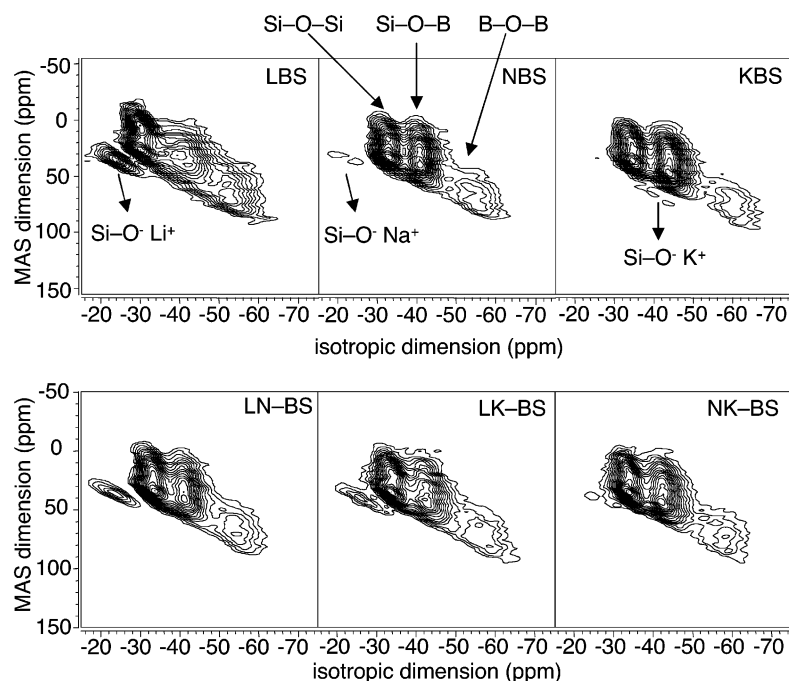 Si–O–Si Si–O–B B–O–B
LBS NBS KBS
-50
0
50
100
150
MAS dimension (ppm)
Si–O⁻ Li⁺
Si–O⁻ Na⁺
Si–O⁻ K⁺
-20 -30 -40 -50 -60 -70 -20 -30 -40 -50 -60 -70 -20 -30 -40 -50 -60 -70
isotropic dimension (ppm)
LN–BS LK–BS NK–BS
-50
0
50
100
150
MAS dimension (ppm)
-20 -30 -40 -50 -60 -70 -20 -30 -40 -50 -60 -70 -20 -30 -40 -50 -60 -70
isotropic dimension (ppm)